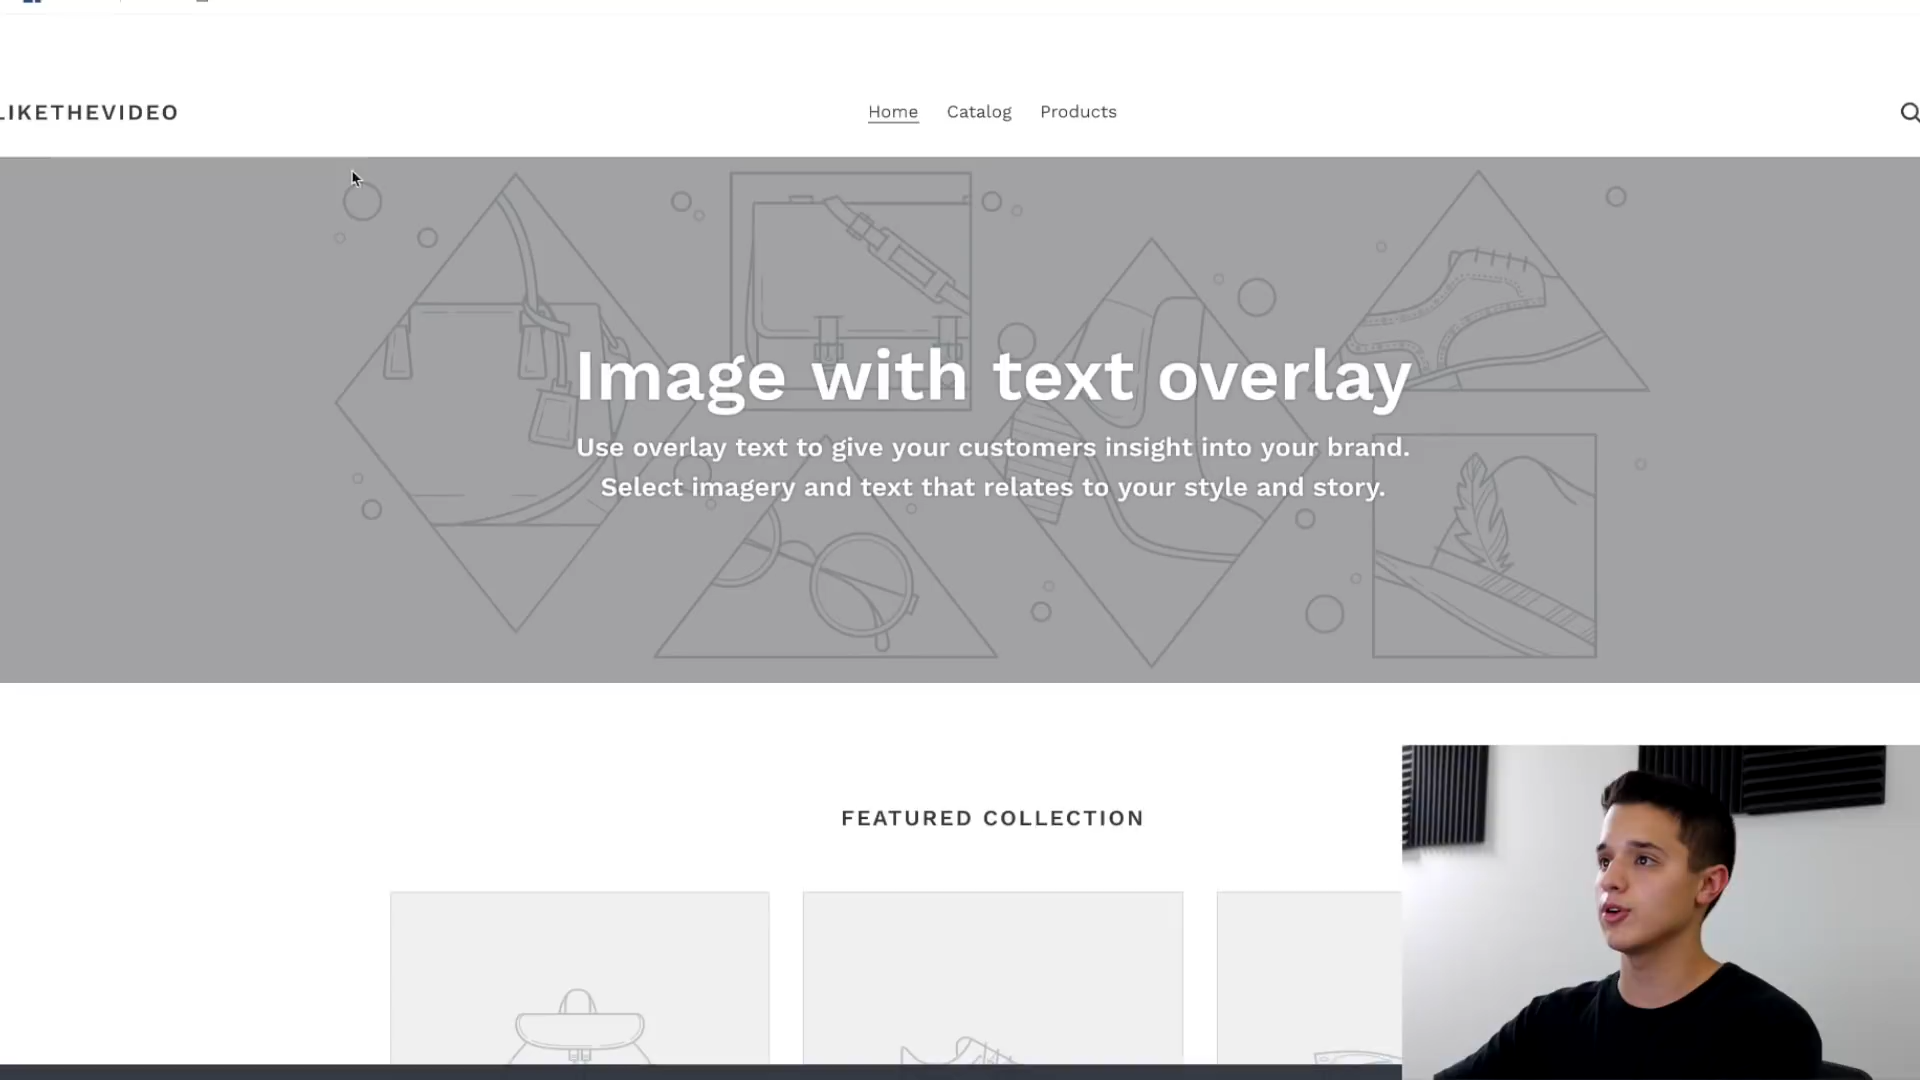 LIKETHEVIDEO
Home Catalog Products
Image with text overlay
Use overlay text to give your customers insight into your brand.
Select imagery and text that relates to your style and story.
FEATURED COLLECTION